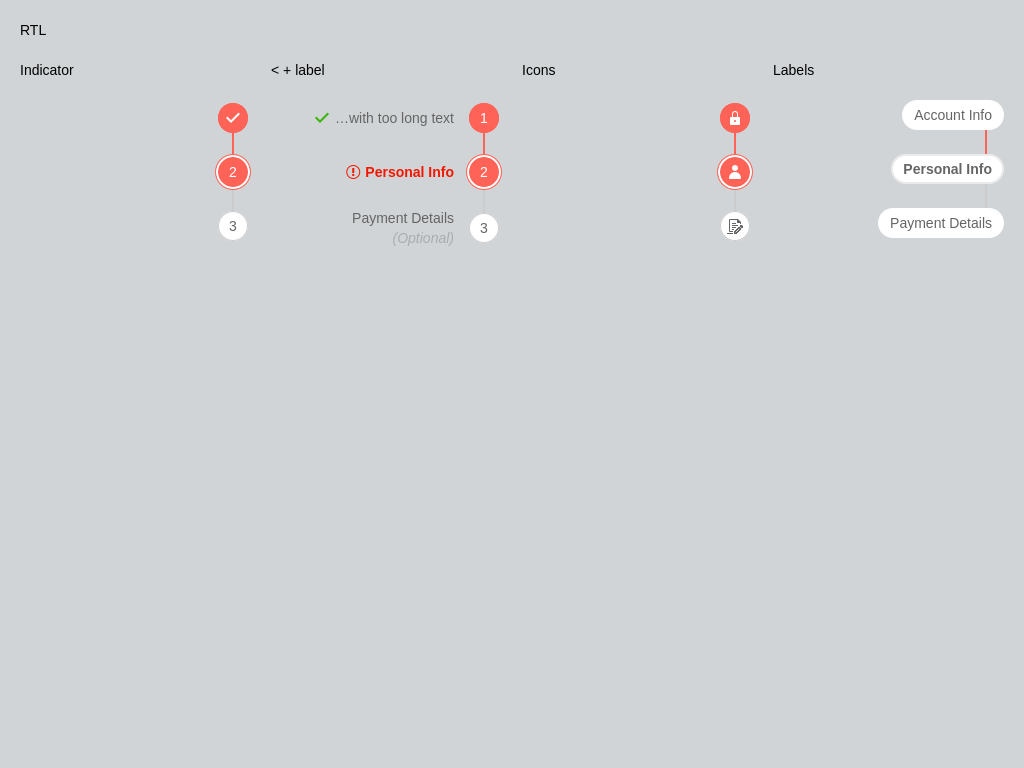 RTL
Indicator
< + label
Icons
Labels
2
3
…with too long text
1
Personal Info
2
Payment Details
(Optional)
3
Account Info
Personal Info
Payment Details